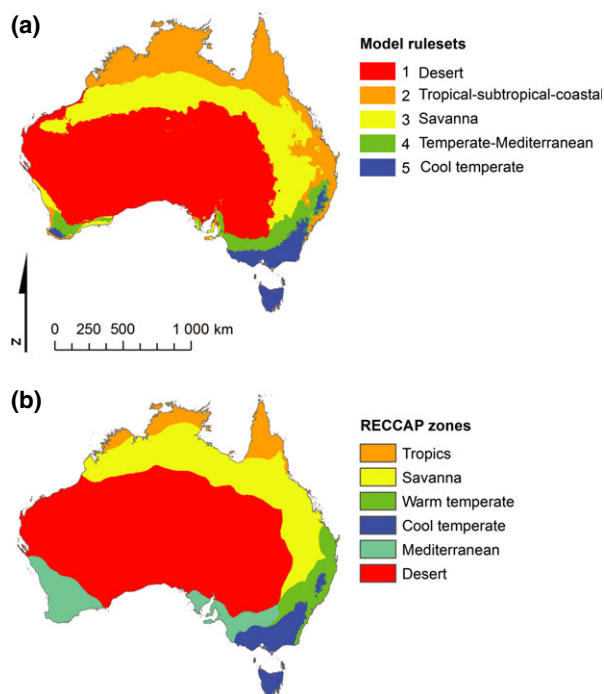 (a)
Model rulesets
1 Desert
2 Tropical-subtropical-coastal
3 Savanna
4 Temperate-Mediterranean
5 Cool temperate
N
0 250 500 1 000 km
(b)
RECCAP zones
Tropics
Savanna
Warm temperate
Cool temperate
Mediterranean
Desert